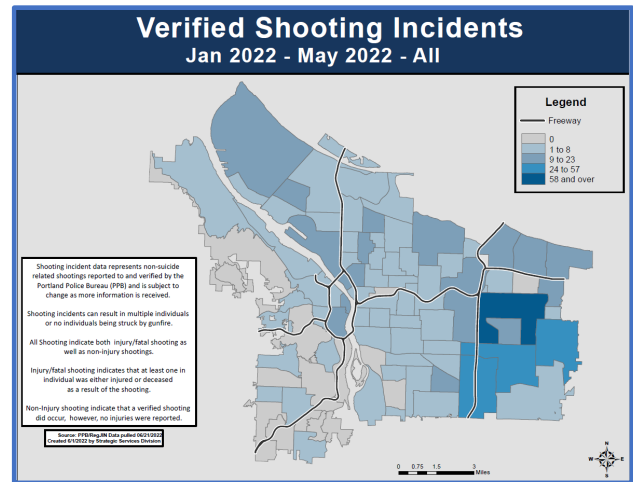 Verified Shooting Incidents
Jan 2022 - May 2022 - All
Legend
Freeway
0
1 to 8
9 to 23
24 to 57
58 and over
Shooting incident data represents non-suicide
related shootings reported to and verified by the
Portland Police Bureau (PPB) and is subject to
change as more information is received.
Shooting incidents can result in multiple individuals
or no individuals being struck by gunfire.
All Shooting indicate both injury/fatal shooting as
well as non-injury shootings.
Injury/fatal shooting indicates that at least one in
individual was either injured or deceased
as a result of the shooting.
Non-Injury shooting indicate that a verified shooting
did occur, however, no injuries were reported.
Source: PPB/RegJIN Data pulled 06/21/2022
Created 6/1/2022 by Strategic Services Division
0 0.75 1.5 3
Miles
N
W E
S